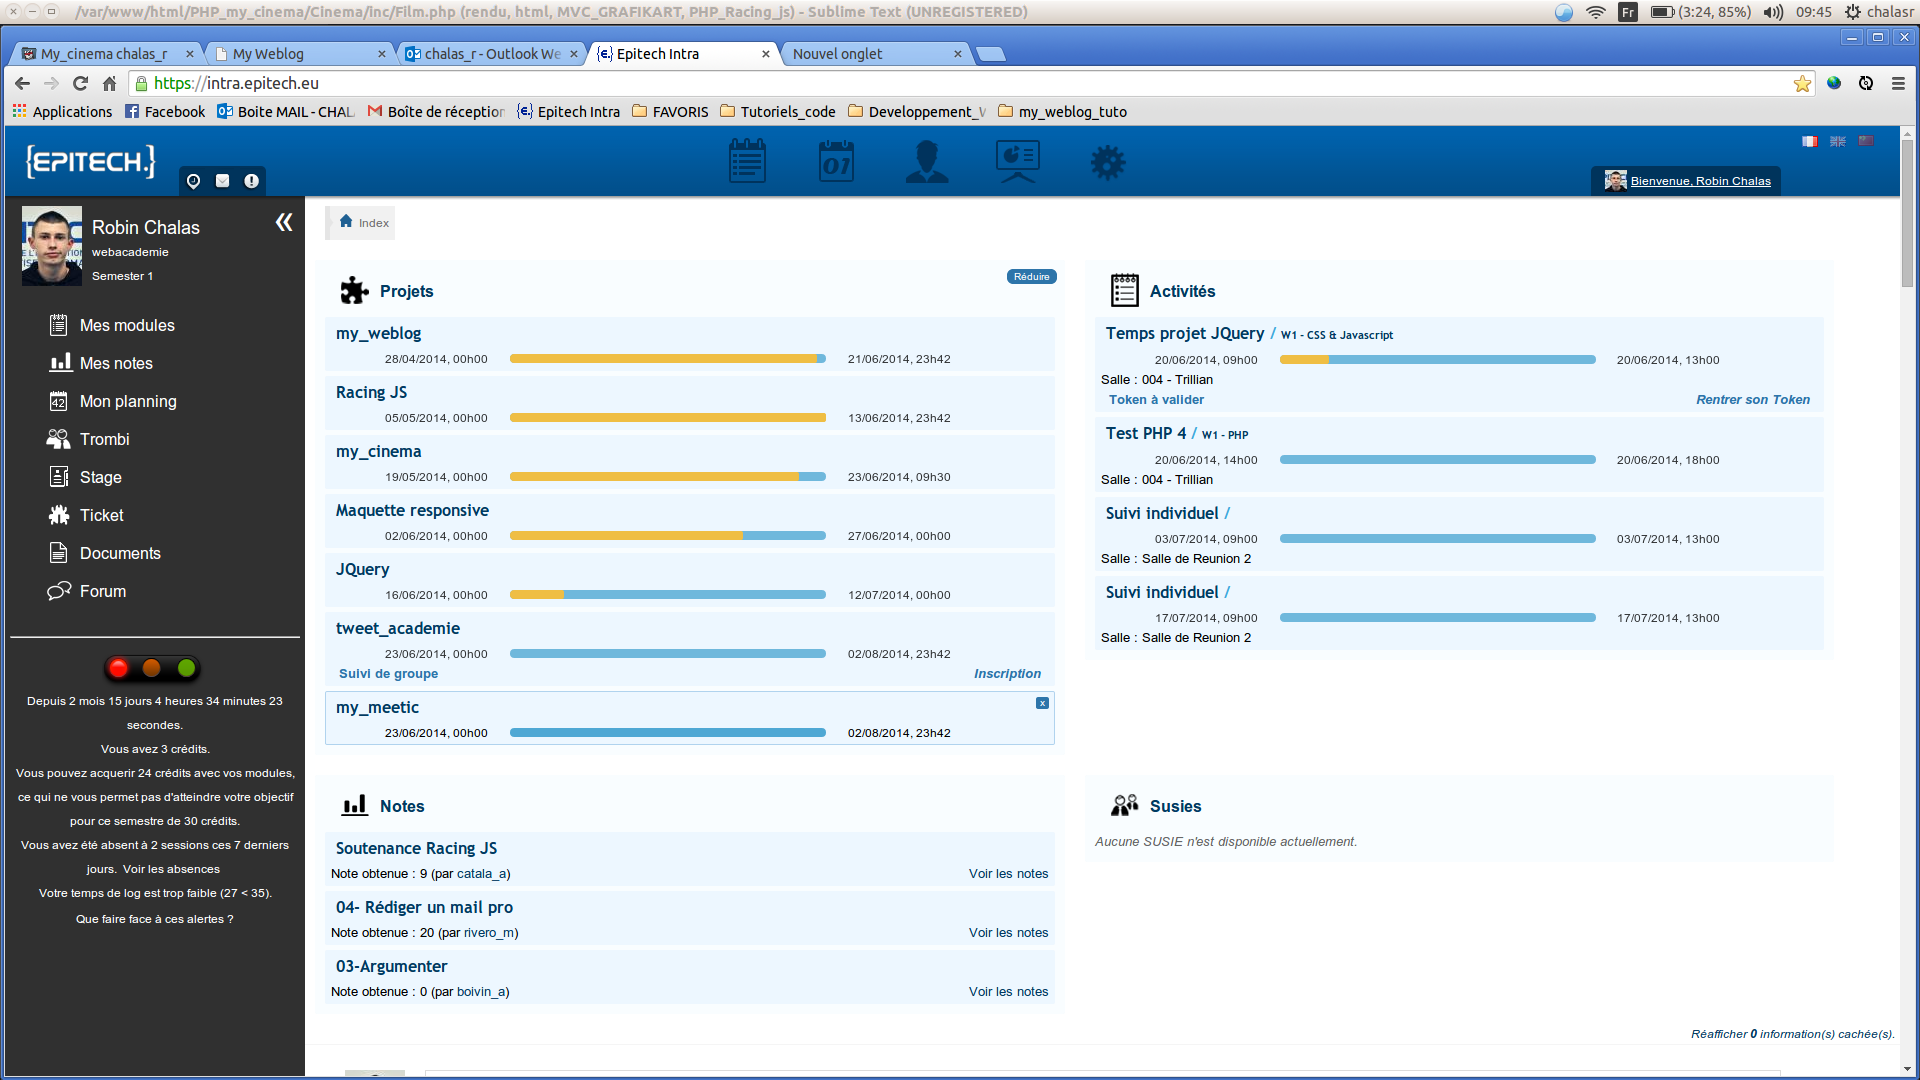 /var/www/html/PHP_my_cinema/Cinema/inc/Film.php (rendu, html, MVC_GRAFIKART, PHP_Racing_js) - Sublime Text (UNREGISTERED)
Fr (3:24, 85%) 09:45 chalasr
My_cinema chalas_r My Weblog chalas_r - Outlook We Epitech Intra Nouvel onglet
https://intra.epitech.eu
Applications Facebook Boite MAIL - CHAL Boîte de réception Epitech Intra FAVORIS Tutoriels_code Developpement_ my_weblog_tuto
{EPITECH.}
01
Bienvenue, Robin Chalas
Robin Chalas
webacademie
Semester 1
Mes modules
Mes notes
42 Mon planning
Trombi
Stage
Ticket
Documents
Forum
Depuis 2 mois 15 jours 4 heures 34 minutes 23
secondes.
Vous avez 3 crédits.
Vous pouvez acquerir 24 crédits avec vos modules,
ce qui ne vous permet pas d'atteindre votre objectif
pour ce semestre de 30 crédits.
Vous avez été absent à 2 sessions ces 7 derniers
jours. Voir les absences
Votre temps de log est trop faible (27 < 35).
Que faire face à ces alertes ?
Index
Projets
Réduire
my_weblog
28/04/2014, 00h00 21/06/2014, 23h42
Racing JS
05/05/2014, 00h00 13/06/2014, 23h42
my_cinema
19/05/2014, 00h00 23/06/2014, 09h30
Maquette responsive
02/06/2014, 00h00 27/06/2014, 00h00
JQuery
16/06/2014, 00h00 12/07/2014, 00h00
tweet_academie
23/06/2014, 00h00 02/08/2014, 23h42
Suivi de groupe Inscription
my_meetic x
23/06/2014, 00h00 02/08/2014, 23h42
Activités
Temps projet JQuery / W1 - CSS & Javascript
20/06/2014, 09h00 20/06/2014, 13h00
Salle : 004 - Trillian
Token à valider Rentrer son Token
Test PHP 4 / W1 - PHP
20/06/2014, 14h00 20/06/2014, 18h00
Salle : 004 - Trillian
Suivi individuel /
03/07/2014, 09h00 03/07/2014, 13h00
Salle : Salle de Reunion 2
Suivi individuel /
17/07/2014, 09h00 17/07/2014, 13h00
Salle : Salle de Reunion 2
Notes
Soutenance Racing JS
Note obtenue : 9 (par catala_a) Voir les notes
04- Rédiger un mail pro
Note obtenue : 20 (par rivero_m) Voir les notes
03-Argumenter
Note obtenue : 0 (par boivin_a) Voir les notes
Susies
Aucune SUSIE n'est disponible actuellement.
Réafficher 0 information(s) cachée(s).